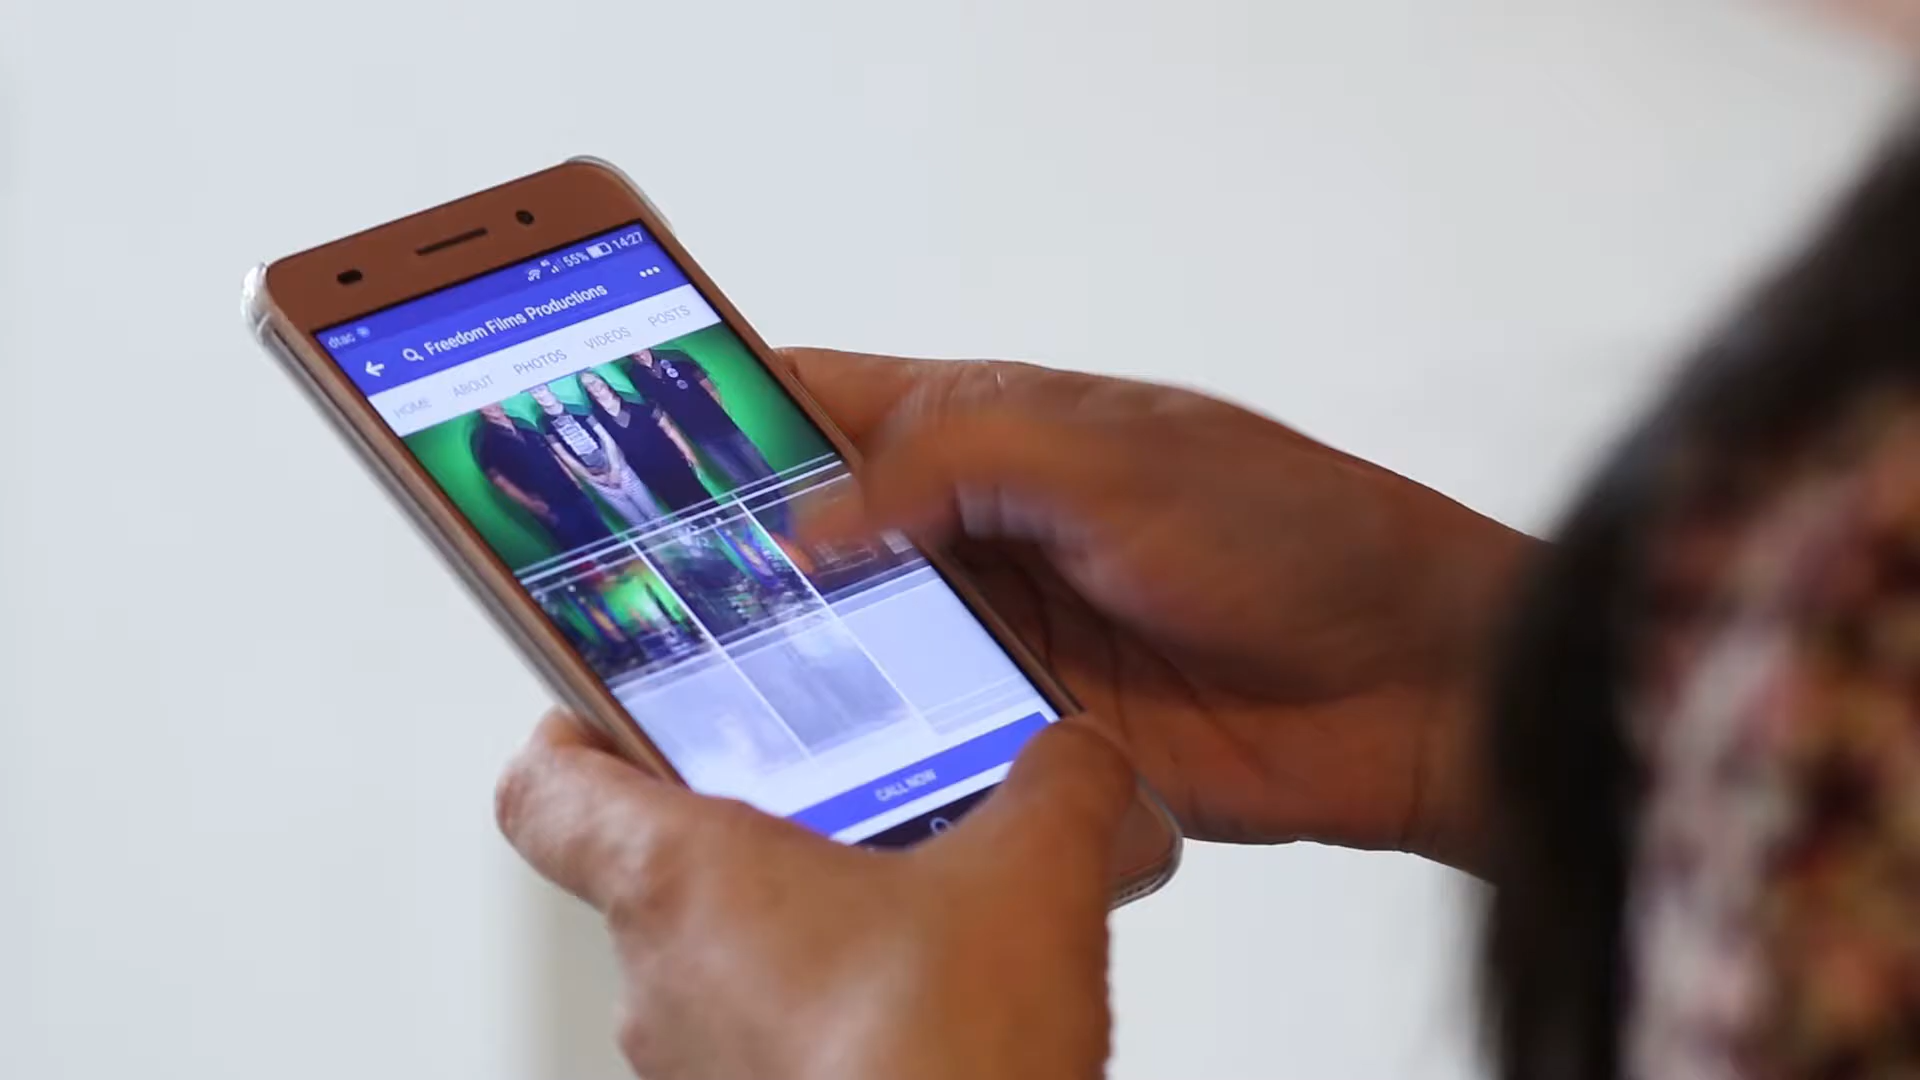 dtac 55% 14:27
Freedom Films Productions
HOME ABOUT PHOTOS VIDEOS POSTS
CALL NOW